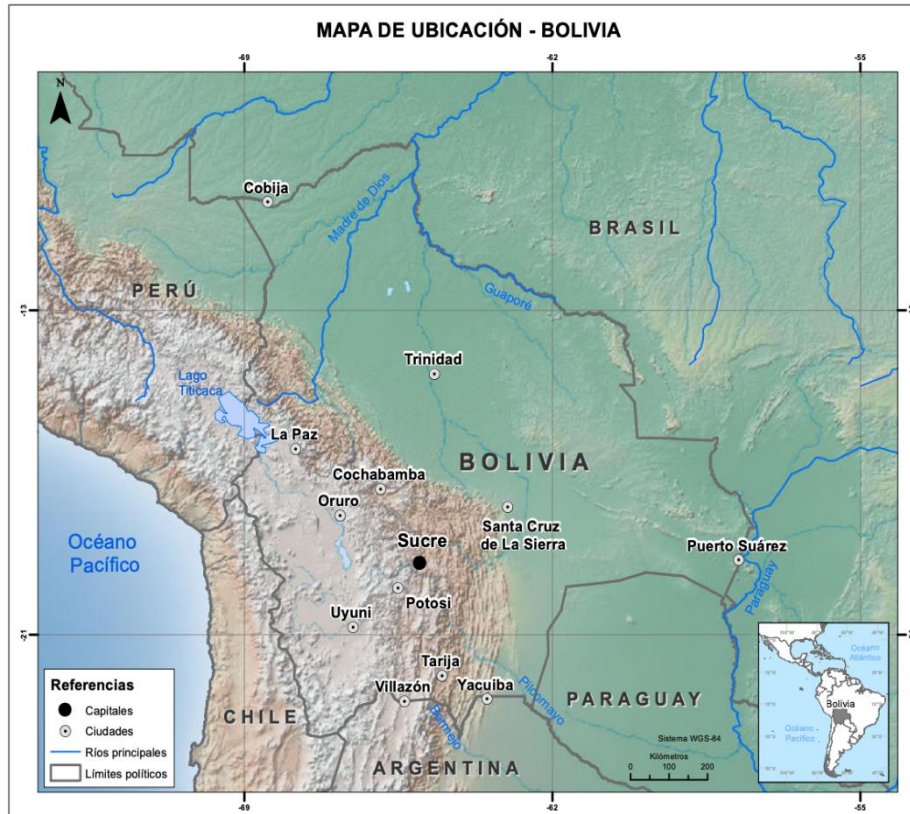 MAPA DE UBICACIÓN - BOLIVIA
-69
-62
-55
N
Cobija
Madre de Dios
BRASIL
PERÚ
Guaporé
-13
Trinidad
Lago
Titicaca
La Paz
BOLIVIA
Cochabamba
Oruro
Santa Cruz
de La Sierra
Océano
Pacífico
Sucre
Puerto Suárez
Paraguay
Potosi
Uyuni
-21
Tarija
Villazón
Yacuiba
Pilcomayo
Bermejo
PARAGUAY
CHILE
ARGENTINA
Referencias
Capitales
Ciudades
Ríos principales
Límites políticos
Sistema WGS-84
Kilómetros
0 50 100 200
Océano
Atlántico
Bolivia
Océano
Pacífico
-69
-62
-55